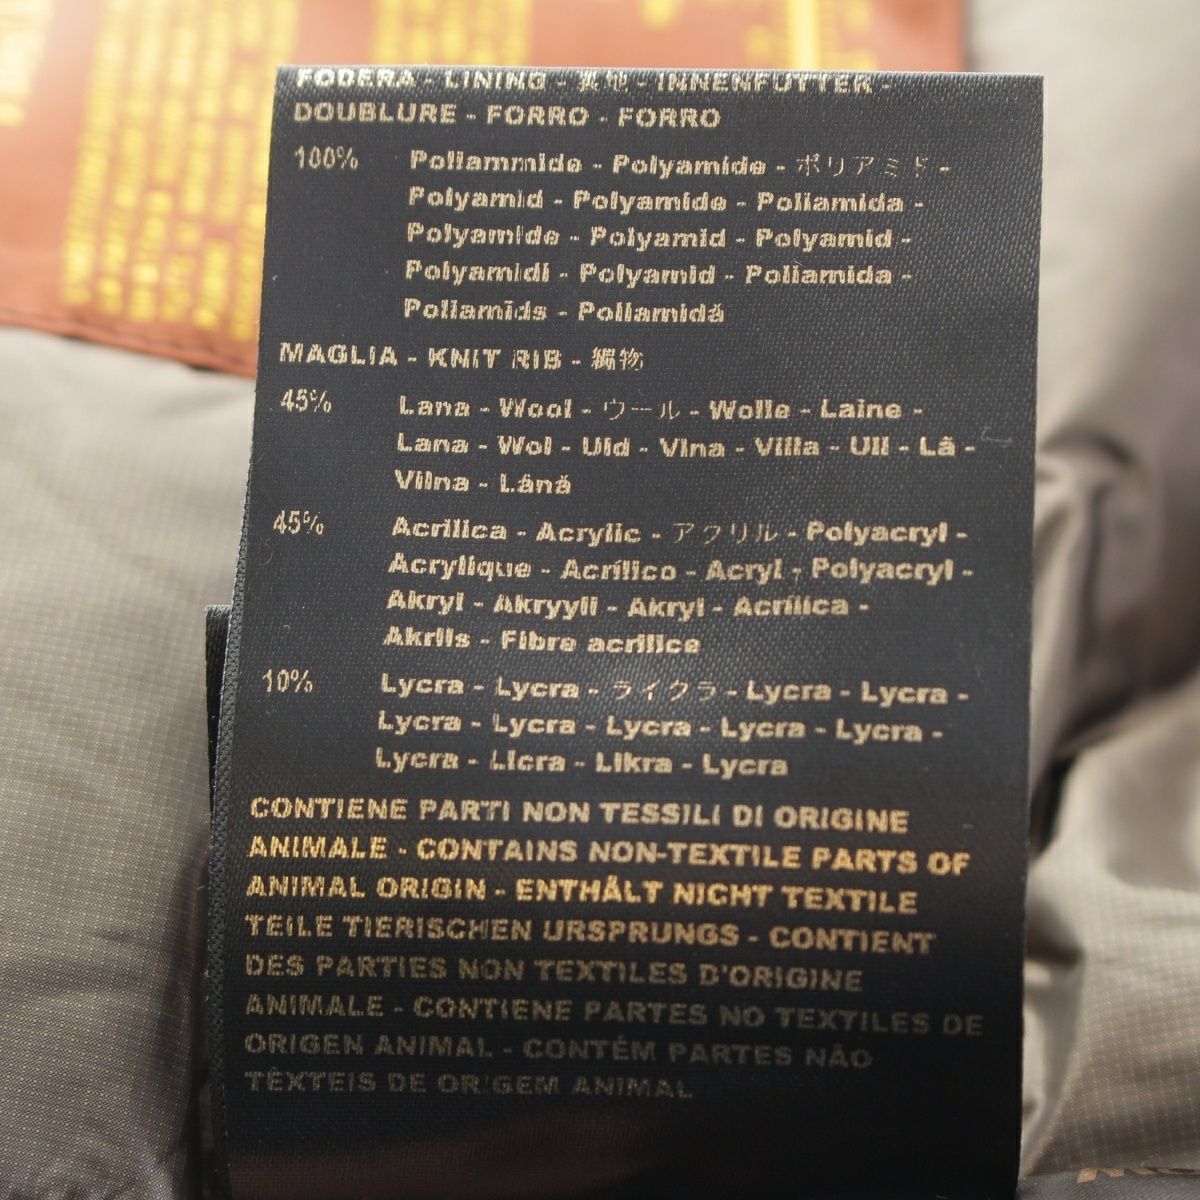 FODERA - LINING - 裏地 - INNENFUTTER -
DOUBLURE - FORRO - FORRO
100% Poliammide - Polyamide - ポリアミド -
Polyamid - Polyamide - Poliamida -
Polyamide - Polyamid - Polyamid -
Polyamidi - Polyamid - Poliamida -
Poliamīds - Poliamidă
MAGLIA - KNIT RIB - 編物
45% Lana - Wool - ウール - Wolle - Laine -
Lana - Wol - Uld - Vlna - Villa - Ull - Lã -
Vilna - Lână
45% Acrilica - Acrylic - アクリル - Polyacryl -
Acrylique - Acrílico - Acryl - Polyacryl -
Akryl - Akryyli - Akryl - Acrílica -
Akrils - Fibre acrilice
10% Lycra - Lycra - ライクラ - Lycra - Lycra -
Lycra - Lycra - Lycra - Lycra - Lycra -
Lycra - Licra - Likra - Lycra
CONTIENE PARTI NON TESSILI DI ORIGINE
ANIMALE - CONTAINS NON-TEXTILE PARTS OF
ANIMAL ORIGIN - ENTHÄLT NICHT TEXTILE
TEILE TIERISCHEN URSPRUNGS - CONTIENT
DES PARTIES NON TEXTILES D'ORIGINE
ANIMALE - CONTIENE PARTES NO TEXTILES DE
ORIGEN ANIMAL - CONTÉM PARTES NÃO
TÊXTEIS DE ORIGEM ANIMAL